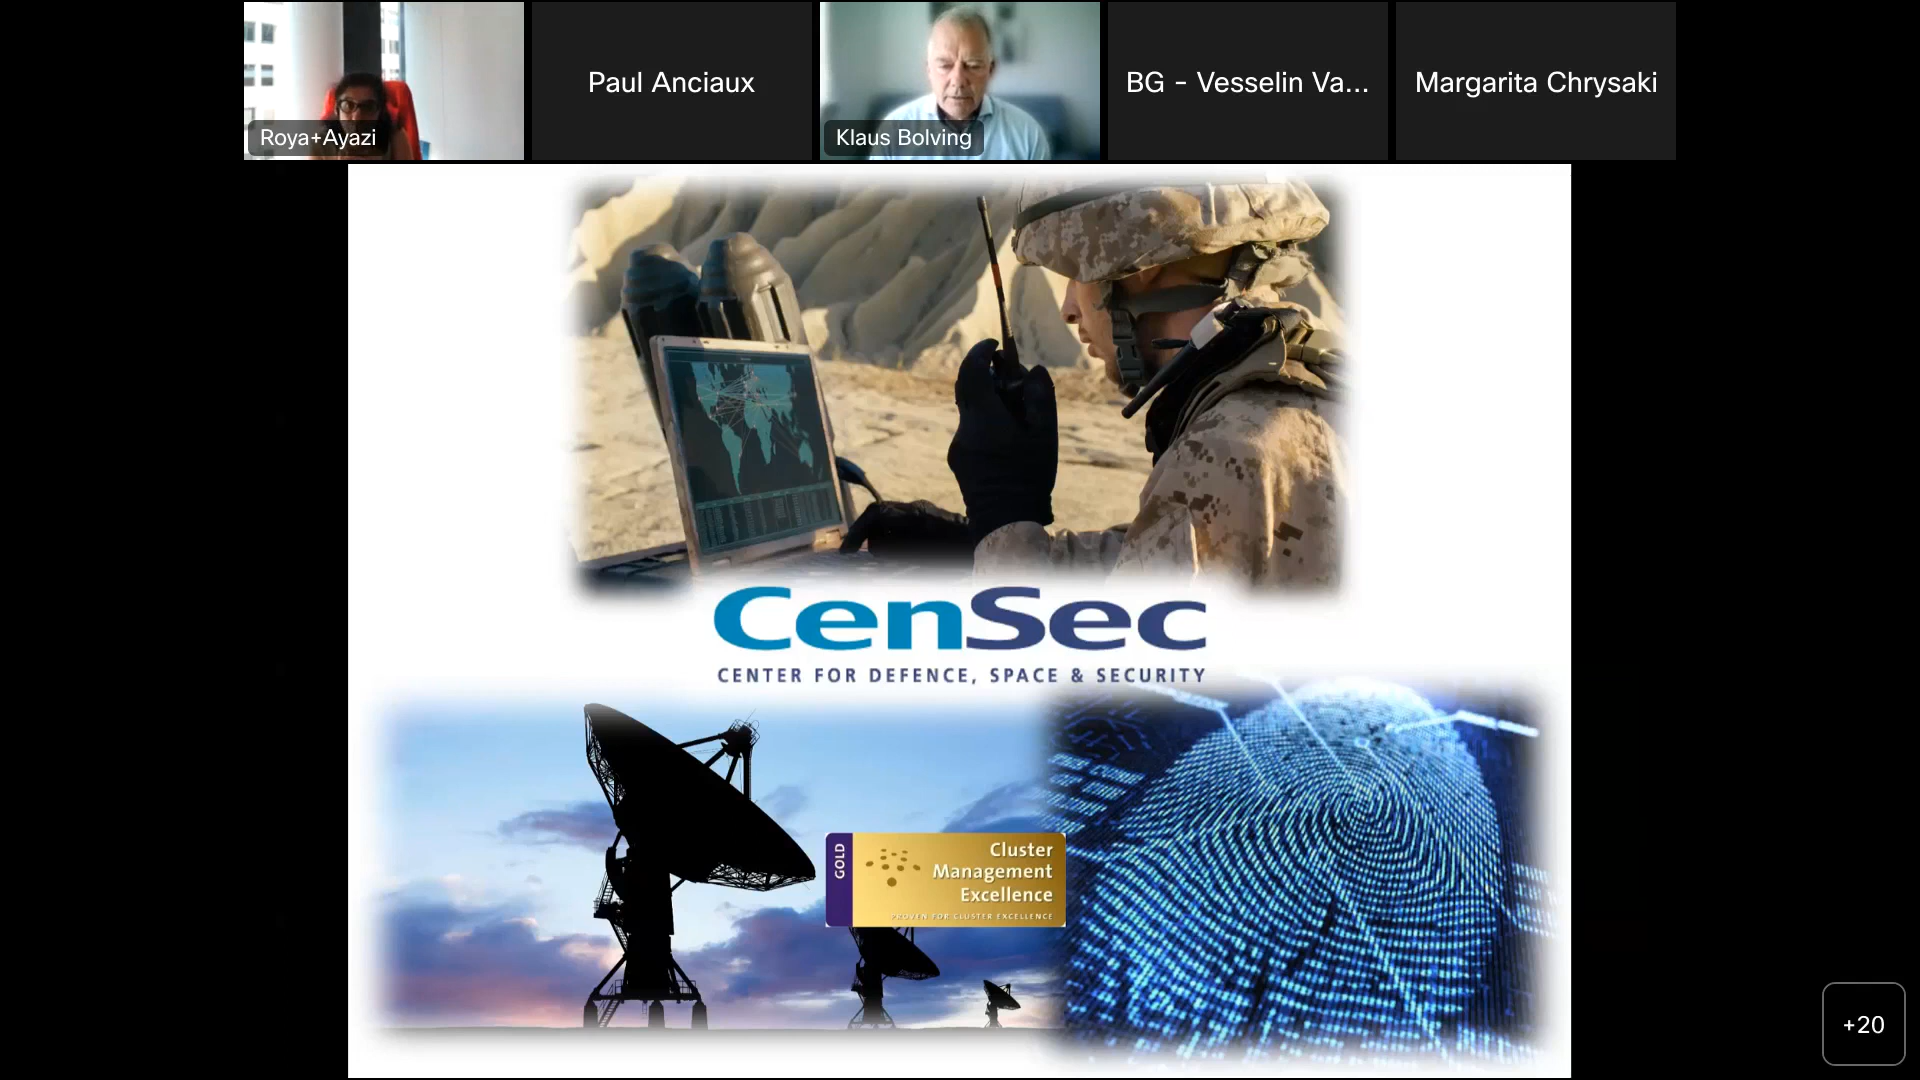 Roya+Ayazi
Paul Anciaux
Klaus Bolving
BG - Vesselin Va...
Margarita Chrysaki
CenSec
CENTER FOR DEFENCE, SPACE & SECURITY
GOLD
Cluster
Management
Excellence
PROVEN FOR CLUSTER EXCELLENCE
+20